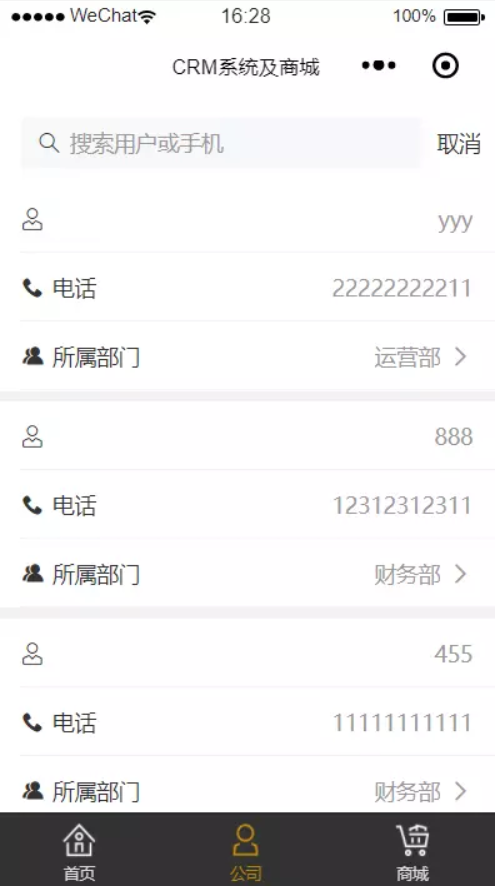 WeChat 16:28 100%
CRM系统及商城
搜索用户或手机 取消
yyy
电话 22222222211
所属部门 运营部
888
电话 12312312311
所属部门 财务部
455
电话 11111111111
所属部门 财务部
首页 公司 商城